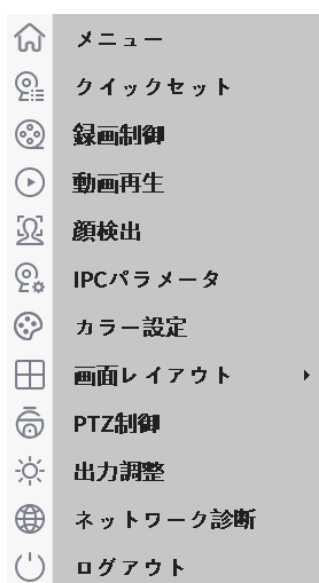 メニュー
クイックセット
録画制御
動画再生
顔検出
IPCパラメータ
カラー設定
画面レイアウト
PTZ制御
出力調整
ネットワーク診断
ログアウト